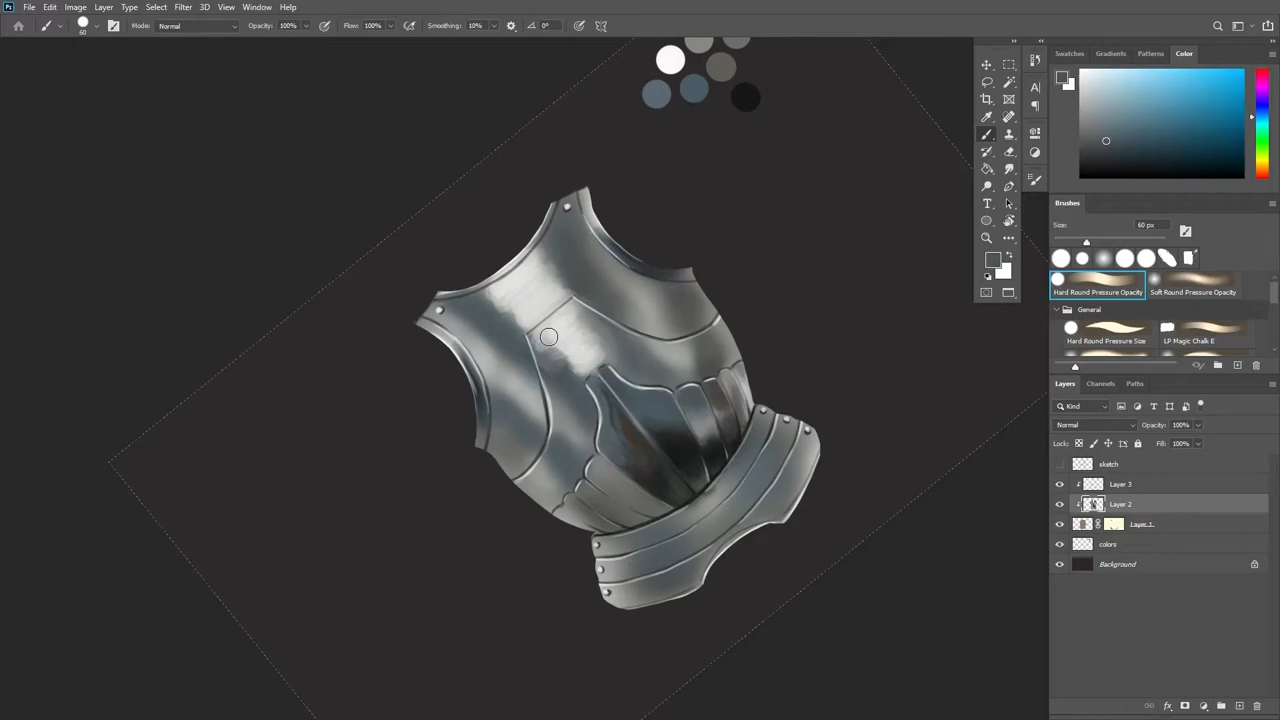 Ps File Edit Image Layer Type Select Filter 3D View Window Help
60 Mode: Normal Opacity: 100% Flow: 100% Smoothing: 10% 0°
Swatches Gradients Patterns Color
Brushes
Size: 60 px
Hard Round Pressure Opacity Soft Round Pressure Opacity
General
Hard Round Pressure Size LP Magic Chalk E
Layers Channels Paths
Kind
Normal Opacity: 100%
Lock: Fill: 100%
sketch
Layer 3
Layer 2
Layer 1
colors
Background